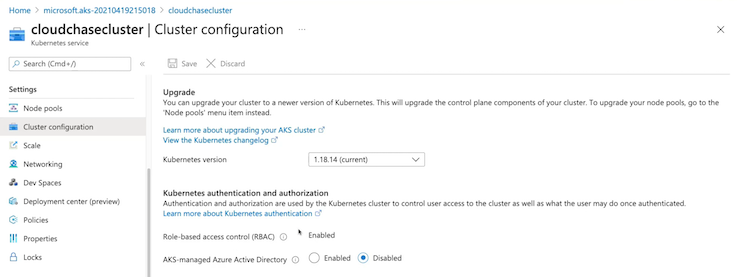 Home > microsoft.aks-20210419215018 > cloudchasecluster
cloudchasecluster | Cluster configuration ...
Kubernetes service
Search (Cmd+/)
«
Save
Discard
Settings
Node pools
Cluster configuration
Scale
Networking
Dev Spaces
Deployment center (preview)
Policies
Properties
Locks
Upgrade
You can upgrade your cluster to a newer version of Kubernetes. This will upgrade the control plane components of your cluster. To upgrade your node pools, go to the
'Node pools' menu item instead.
Learn more about upgrading your AKS cluster
View the Kubernetes changelog
Kubernetes version 1.18.14 (current)
Kubernetes authentication and authorization
Authentication and authorization are used by the Kubernetes cluster to control user access to the cluster as well as what the user may do once authenticated.
Learn more about Kubernetes authentication
Role-based access control (RBAC) Enabled
AKS-managed Azure Active Directory Enabled Disabled